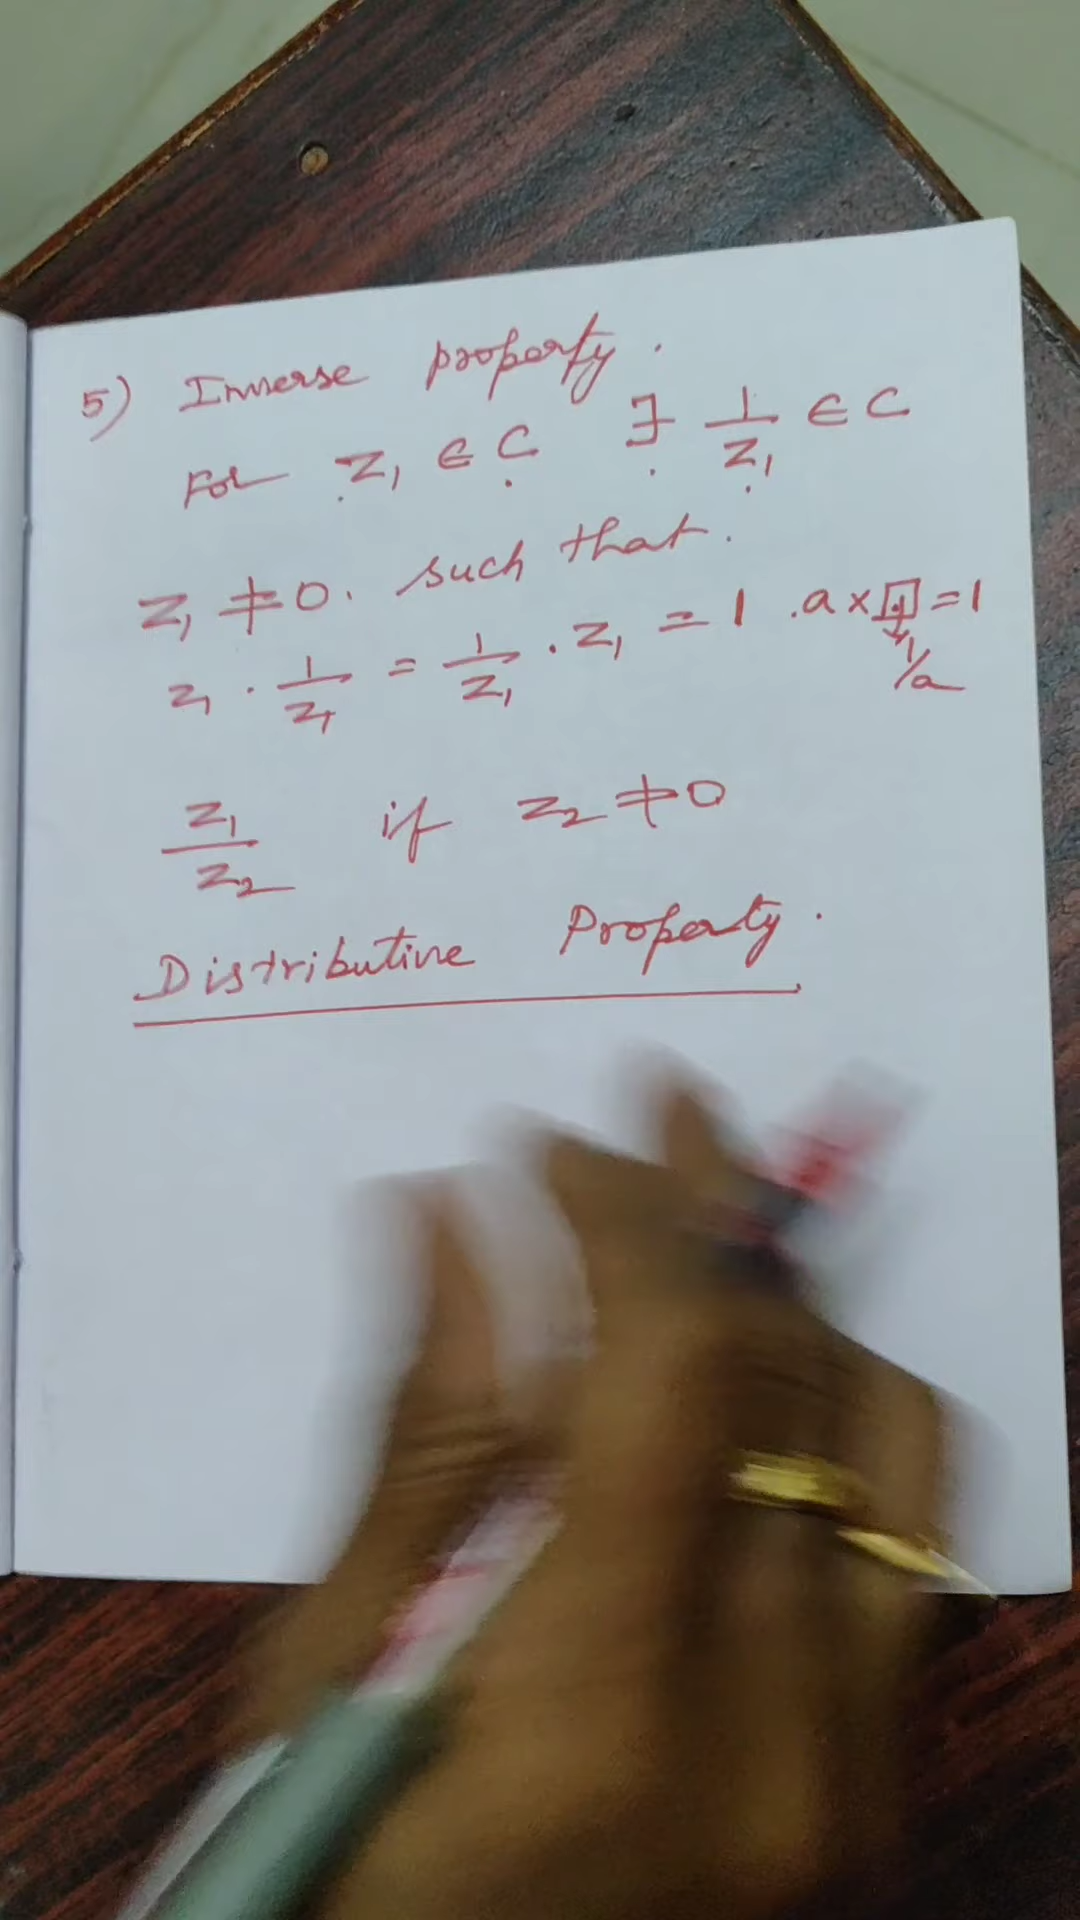 5) Inverse property.
For z₁ ∈ C ∃ 1/z₁ ∈ C
z₁ ≠ 0. such that.
z₁ · 1/z₁ = 1/z₁ · z₁ = 1 .a × □ = 1
1/a
z₁/z₂ if z₂ ≠ 0
Distributive Property.